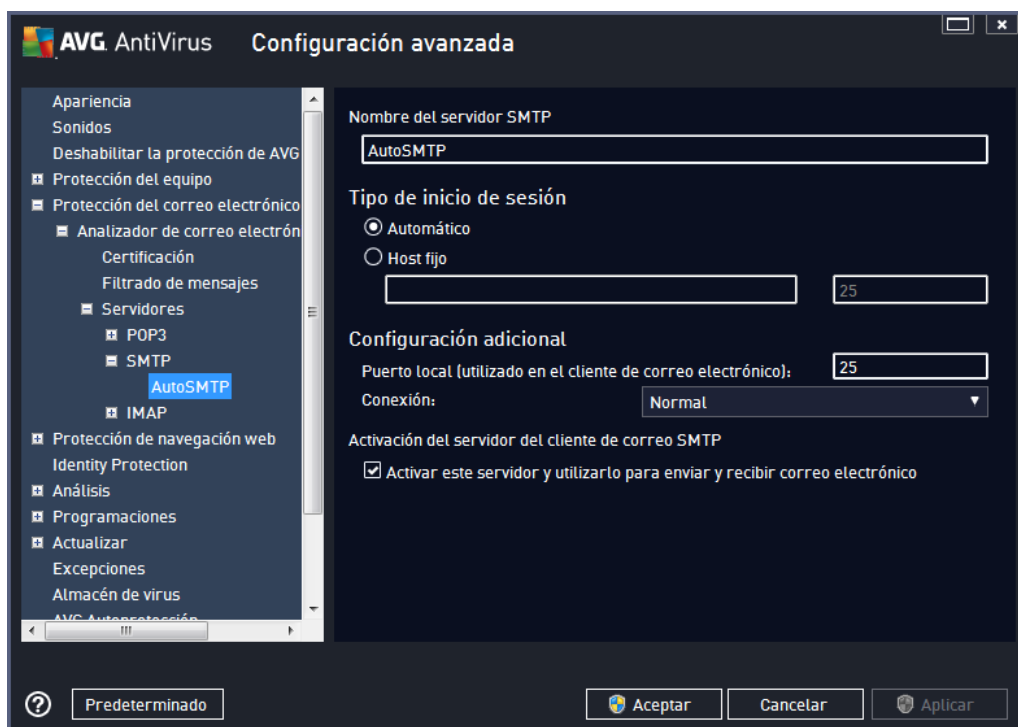 AVG. AntiVirus Configuración avanzada
Apariencia
Sonidos
Deshabilitar la protección de AVG
Protección del equipo
Protección del correo electrónico
Analizador de correo electrón
Certificación
Filtrado de mensajes
Servidores
POP3
SMTP
AutoSMTP
IMAP
Protección de navegación web
Identity Protection
Análisis
Programaciones
Actualizar
Excepciones
Almacén de virus
AVG Autoprotección
Nombre del servidor SMTP
AutoSMTP
Tipo de inicio de sesión
Automático
Host fijo
25
Configuración adicional
Puerto local (utilizado en el cliente de correo electrónico): 25
Conexión: Normal
Activación del servidor del cliente de correo SMTP
Activar este servidor y utilizarlo para enviar y recibir correo electrónico
Predeterminado
Aceptar
Cancelar
Aplicar